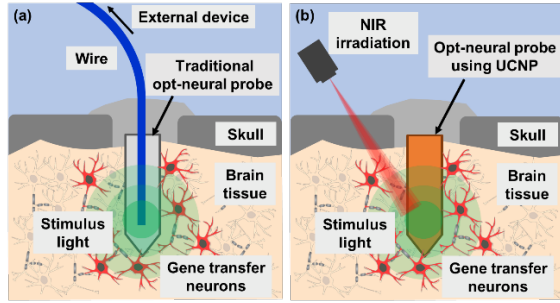 (a)
External device
Wire
Traditional
opt-neural probe
Skull
Brain
tissue
Stimulus
light
Gene transfer
neurons
(b)
NIR
irradiation
Opt-neural probe
using UCNP
Skull
Brain
tissue
Stimulus
light
Gene transfer
neurons